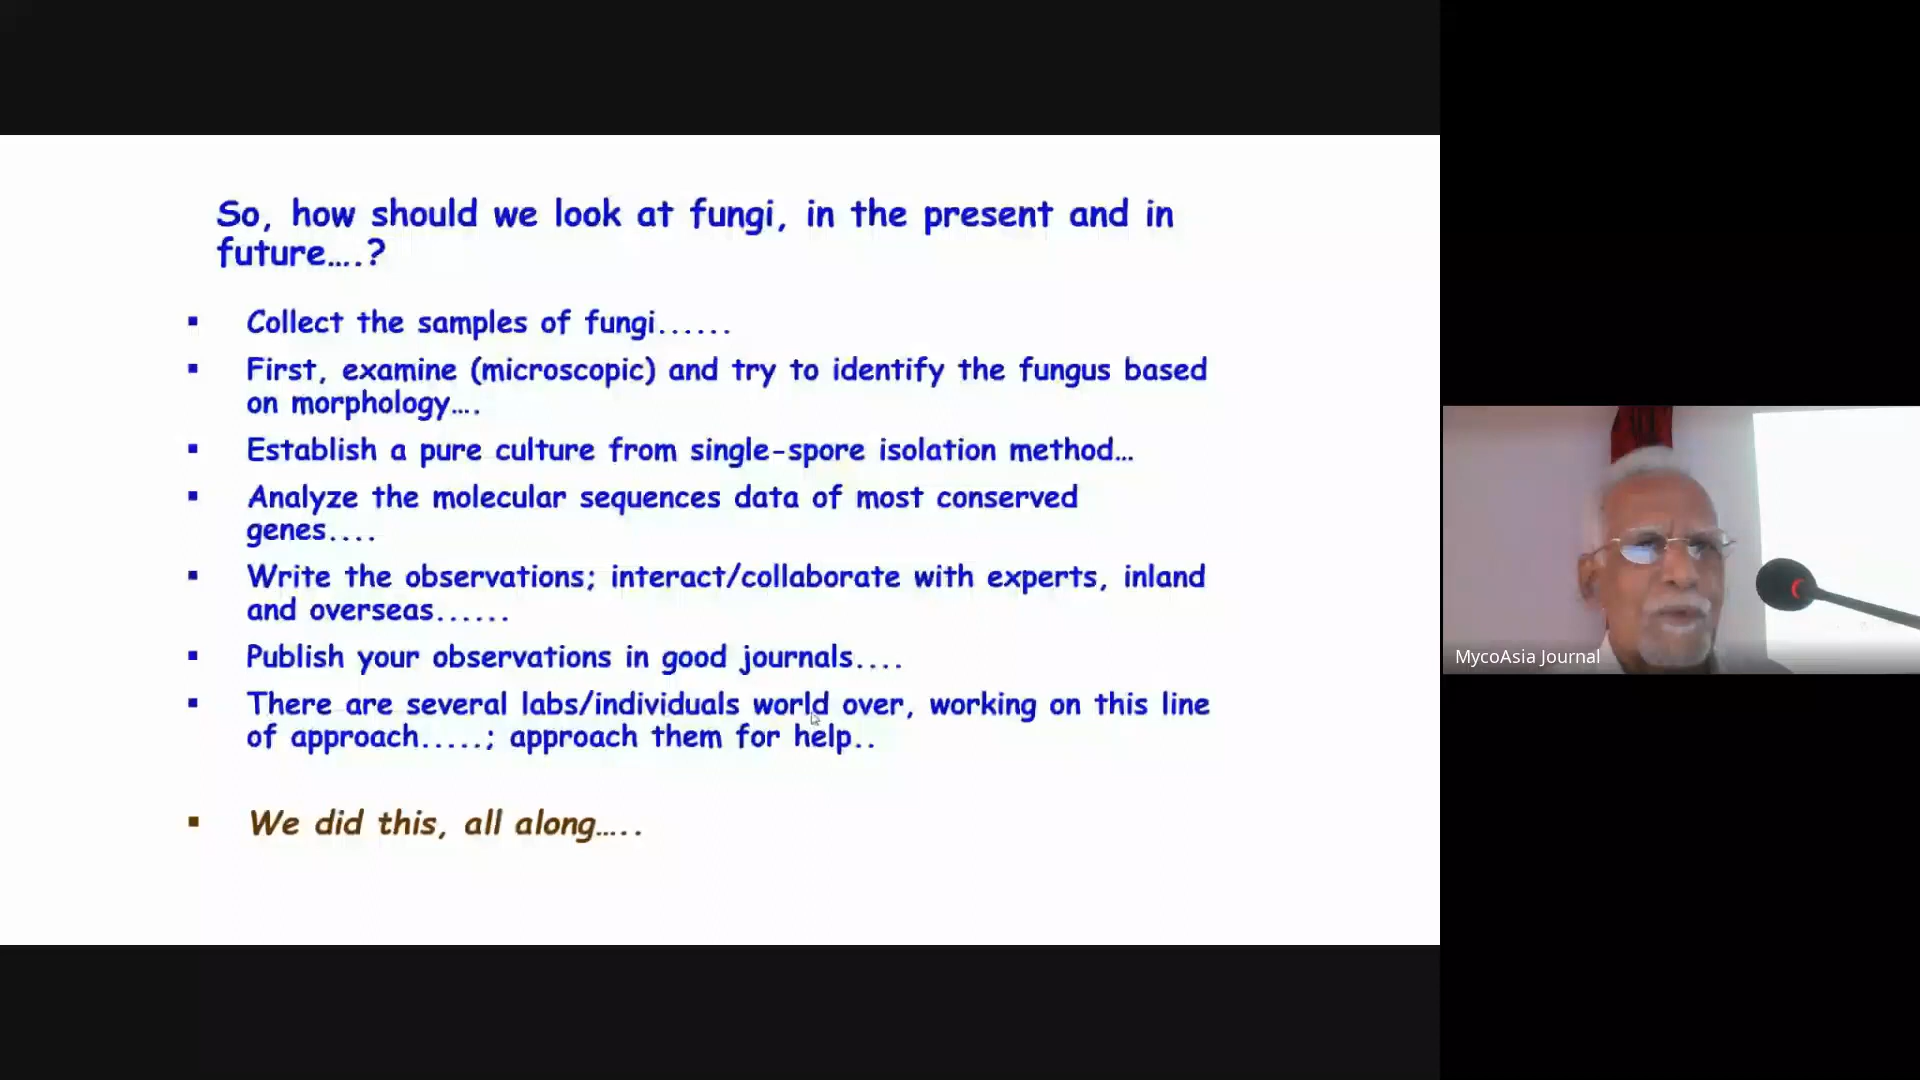 So, how should we look at fungi, in the present and in
future….?
▪ Collect the samples of fungi......
▪ First, examine (microscopic) and try to identify the fungus based
on morphology….
▪ Establish a pure culture from single-spore isolation method…
▪ Analyze the molecular sequences data of most conserved
genes....
▪ Write the observations; interact/collaborate with experts, inland
and overseas......
▪ Publish your observations in good journals....
▪ There are several labs/individuals world over, working on this line
of approach.....; approach them for help..
▪ We did this, all along…..
MycoAsia Journal